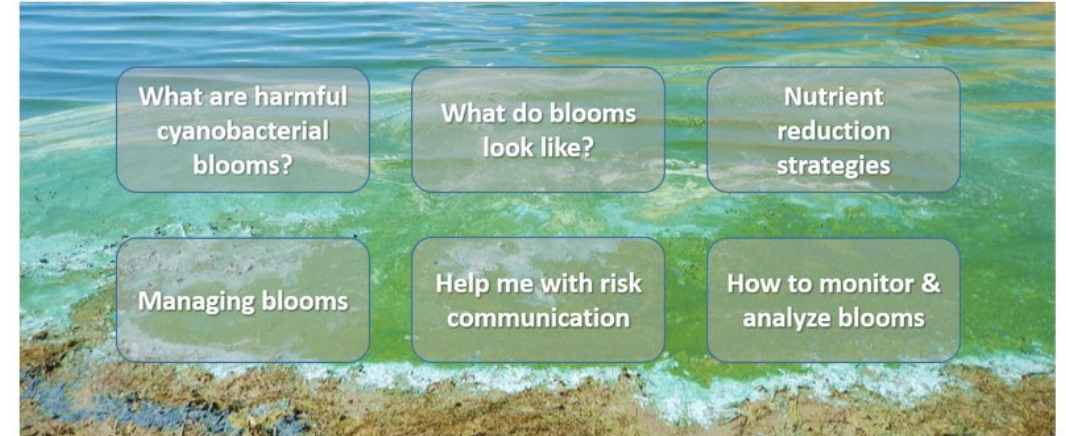 What are harmful
cyanobacterial
blooms?
What do blooms
look like?
Nutrient
reduction
strategies
Managing blooms
Help me with risk
communication
How to monitor &
analyze blooms